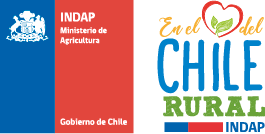 INDAP
Ministerio de
Agricultura
Gobierno de Chile
En el del
CHILE
RURAL
INDAP